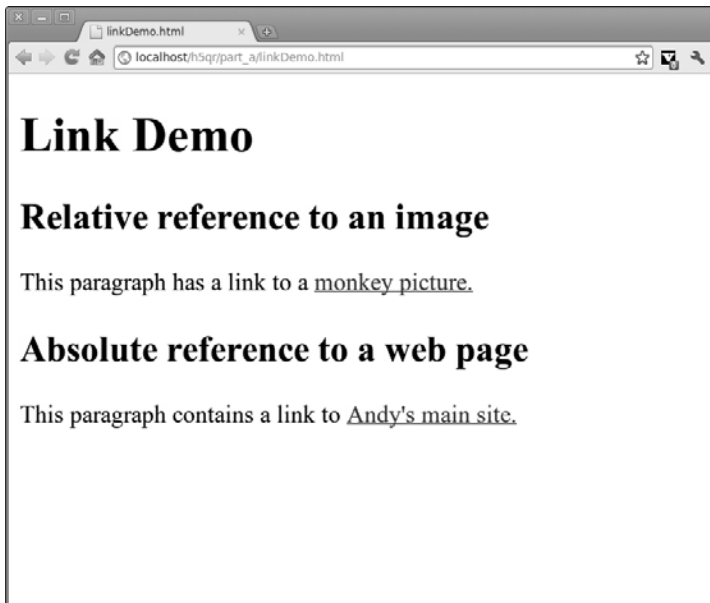 linkDemo.html
localhost/h5qr/part_a/linkDemo.html
Link Demo
Relative reference to an image
This paragraph has a link to a monkey picture.
Absolute reference to a web page
This paragraph contains a link to Andy's main site.